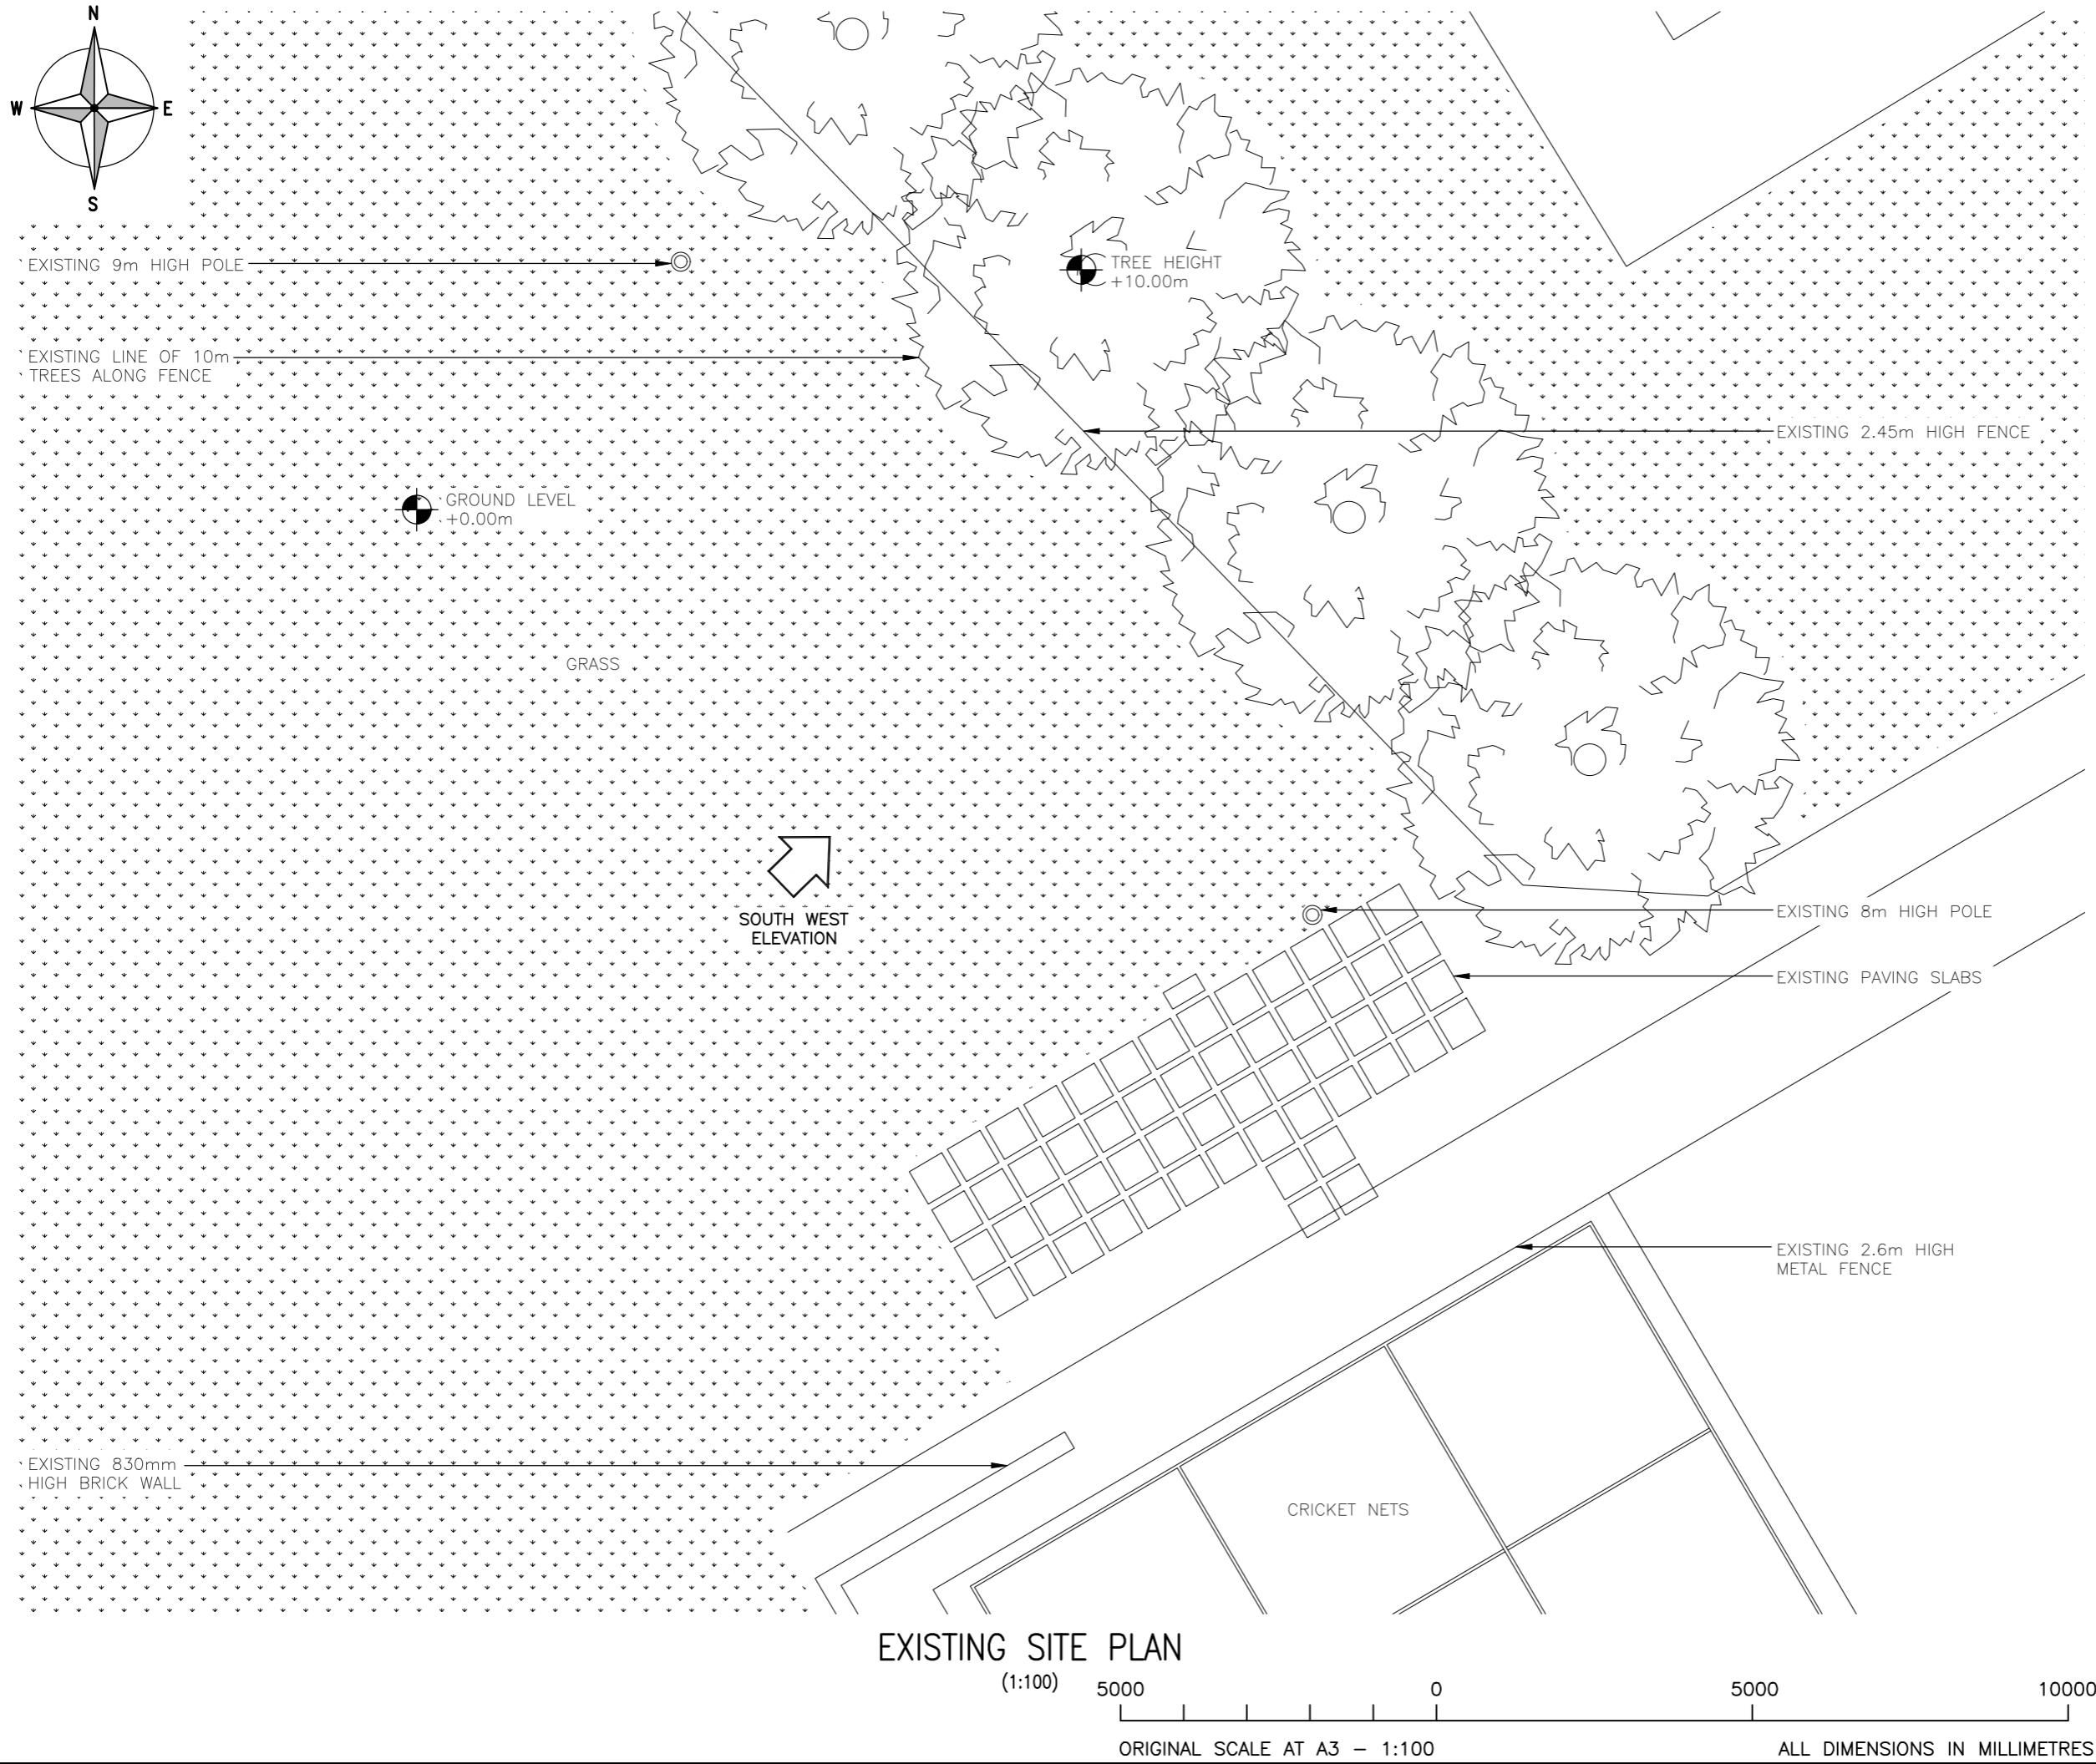 N
W E
S
EXISTING 9m HIGH POLE
TREE HEIGHT
+10.00m
EXISTING LINE OF 10m
TREES ALONG FENCE
EXISTING 2.45m HIGH FENCE
GROUND LEVEL
+0.00m
GRASS
SOUTH WEST
ELEVATION
EXISTING 8m HIGH POLE
EXISTING PAVING SLABS
EXISTING 2.6m HIGH
METAL FENCE
EXISTING 830mm
HIGH BRICK WALL
CRICKET NETS
EXISTING SITE PLAN
(1:100)
5000 0 5000 10000
ORIGINAL SCALE AT A3 – 1:100
ALL DIMENSIONS IN MILLIMETRES